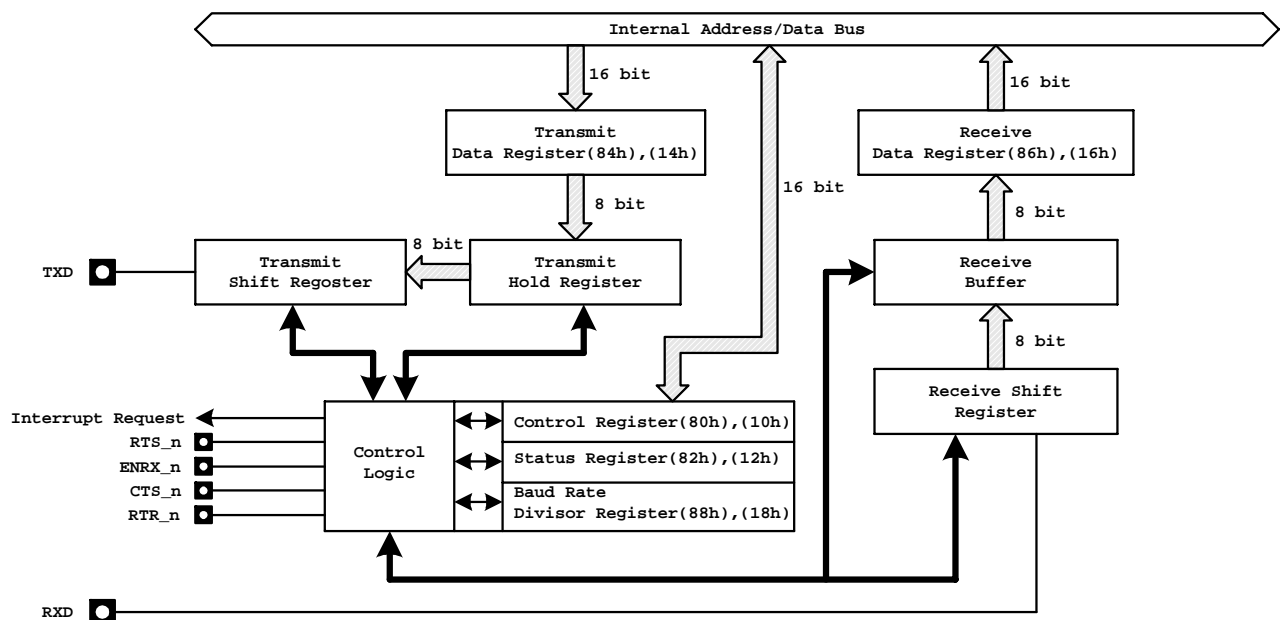 Internal Address/Data Bus
16 bit
16 bit
Transmit
Data Register(84h),(14h)
Receive
Data Register(86h),(16h)
16 bit
8 bit
8 bit
8 bit
TXD
Transmit
Shift Regoster
Transmit
Hold Register
Receive
Buffer
8 bit
Receive Shift
Register
Interrupt Request
RTS_n
ENRX_n
CTS_n
RTR_n
Control
Logic
Control Register(80h),(10h)
Status Register(82h),(12h)
Baud Rate
Divisor Register(88h),(18h)
RXD